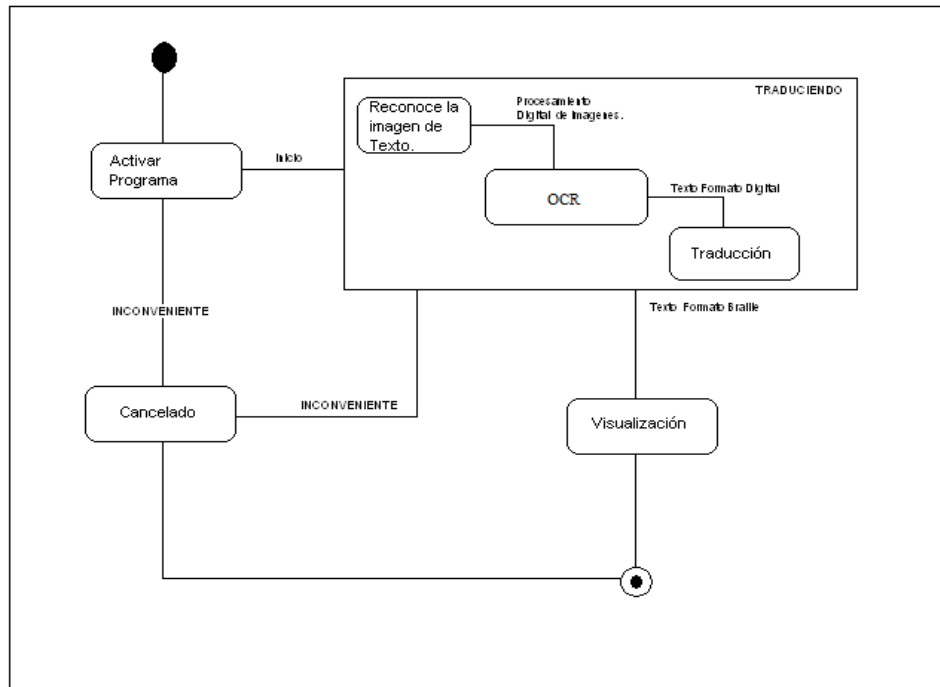 TRADUCIENDO
Reconoce la
imagen de
Texto.
Procesamiento
Digital de Imagenes.
Activar
Programa
Inicio
OCR
Texto Formato Digital
Traducción
INCONVENIENTE
Texto Formato Braille
Cancelado
INCONVENIENTE
Visualización